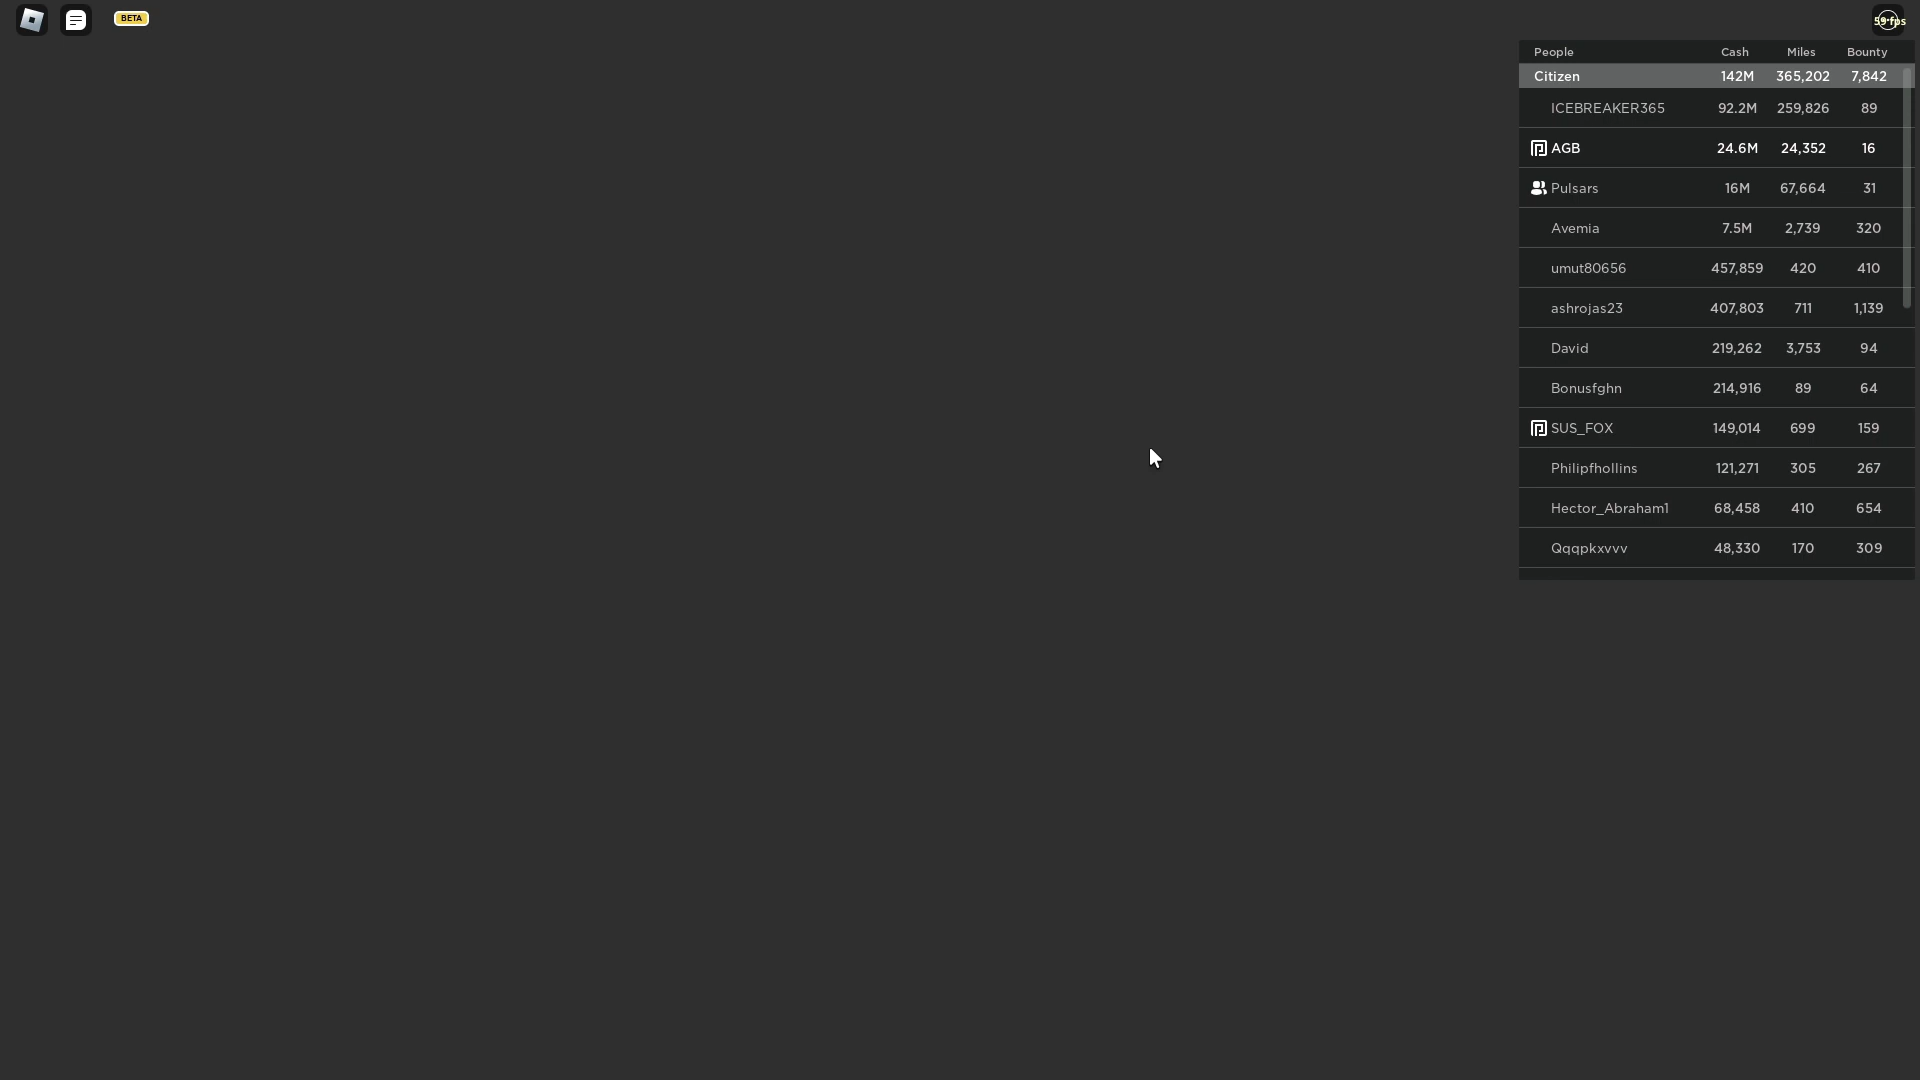 BETA
59 fps
People Cash Miles Bounty
Citizen 142M 365,202 7,842
ICEBREAKER365 92.2M 259,826 89
AGB 24.6M 24,352 16
Pulsars 16M 67,664 31
Avemia 7.5M 2,739 320
umut80656 457,859 420 410
ashrojas23 407,803 711 1,139
David 219,262 3,753 94
Bonusfghn 214,916 89 64
SUS_FOX 149,014 699 159
Philipfhollins 121,271 305 267
Hector_Abraham1 68,458 410 654
Qqqpkxvvv 48,330 170 309